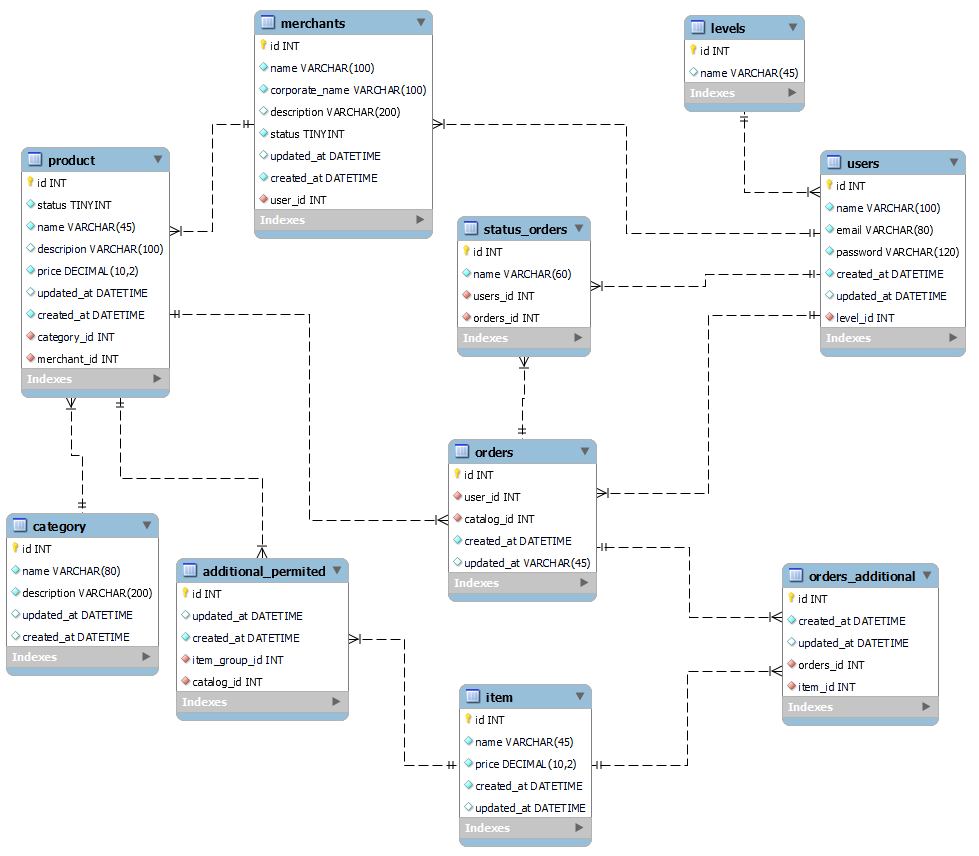 merchants
id INT
name VARCHAR(100)
corporate_name VARCHAR(100)
description VARCHAR(200)
status TINYINT
updated_at DATETIME
created_at DATETIME
user_id INT
Indexes
levels
id INT
name VARCHAR(45)
Indexes
product
id INT
status TINYINT
name VARCHAR(45)
descripion VARCHAR(100)
price DECIMAL(10,2)
updated_at DATETIME
created_at DATETIME
category_id INT
merchant_id INT
Indexes
users
id INT
name VARCHAR(100)
email VARCHAR(80)
password VARCHAR(120)
created_at DATETIME
updated_at DATETIME
level_id INT
Indexes
status_orders
id INT
name VARCHAR(60)
users_id INT
orders_id INT
Indexes
orders
id INT
user_id INT
catalog_id INT
created_at DATETIME
updated_at VARCHAR(45)
Indexes
category
id INT
name VARCHAR(80)
description VARCHAR(200)
updated_at DATETIME
created_at DATETIME
Indexes
additional_permited
id INT
updated_at DATETIME
created_at DATETIME
item_group_id INT
catalog_id INT
Indexes
orders_additional
id INT
created_at DATETIME
updated_at DATETIME
orders_id INT
item_id INT
Indexes
item
id INT
name VARCHAR(45)
price DECIMAL(10,2)
created_at DATETIME
updated_at DATETIME
Indexes